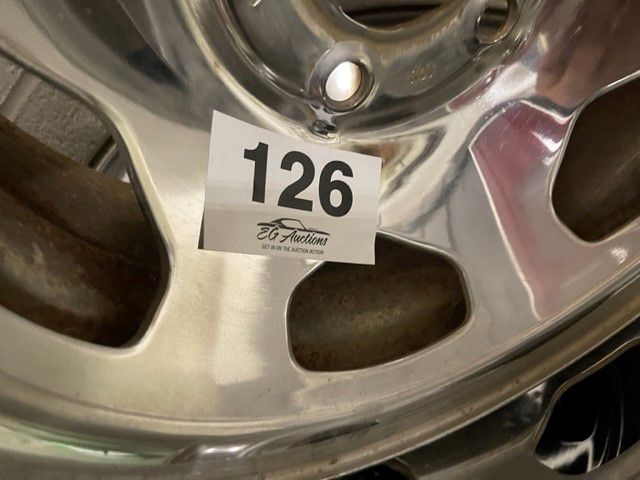 126
EG Auctions
GET IN ON THE AUCTION ACTION